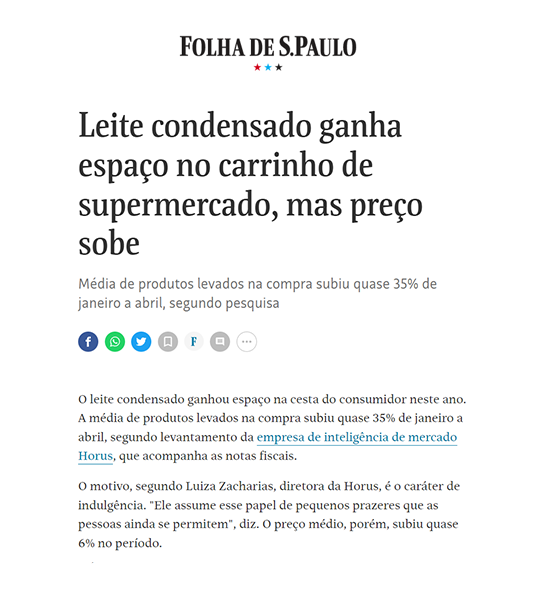 FOLHA DE S.PAULO
Leite condensado ganha
espaço no carrinho de
supermercado, mas preço
sobe
Média de produtos levados na compra subiu quase 35% de
janeiro a abril, segundo pesquisa
F
O leite condensado ganhou espaço na cesta do consumidor neste ano.
A média de produtos levados na compra subiu quase 35% de janeiro a
abril, segundo levantamento da empresa de inteligência de mercado
Horus, que acompanha as notas fiscais.
O motivo, segundo Luiza Zacharias, diretora da Horus, é o caráter de
indulgência. "Ele assume esse papel de pequenos prazeres que as
pessoas ainda se permitem", diz. O preço médio, porém, subiu quase
6% no período.